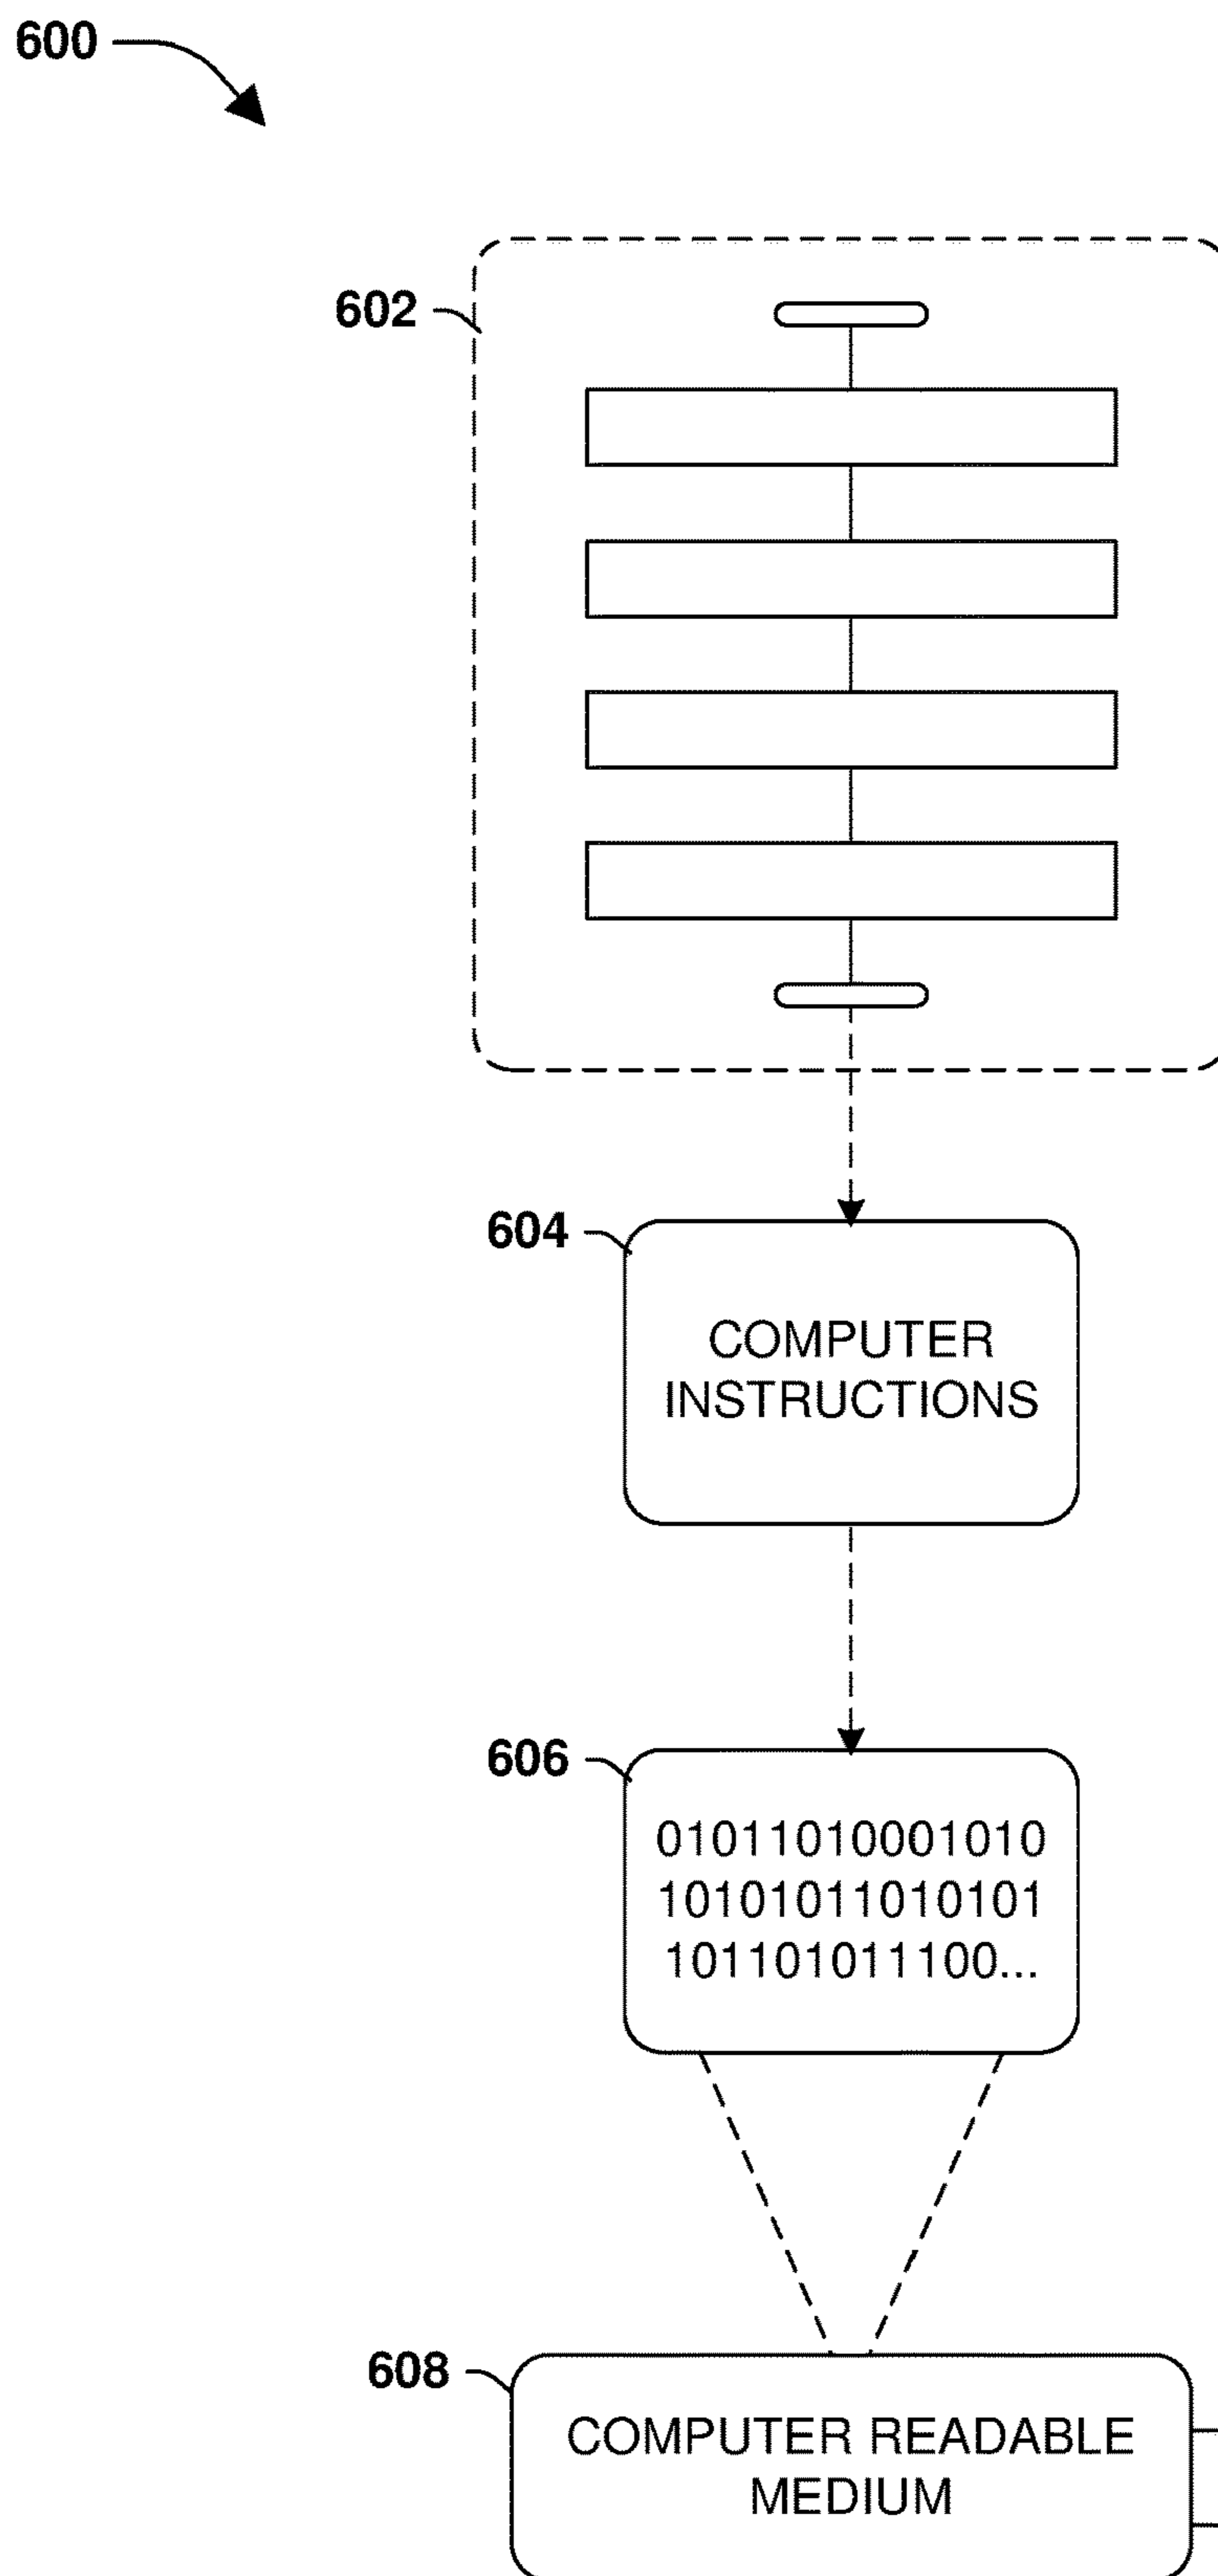 600
602
604
COMPUTER
INSTRUCTIONS
606
01011010001010
10101011010101
101101011100...
608
COMPUTER READABLE
MEDIUM